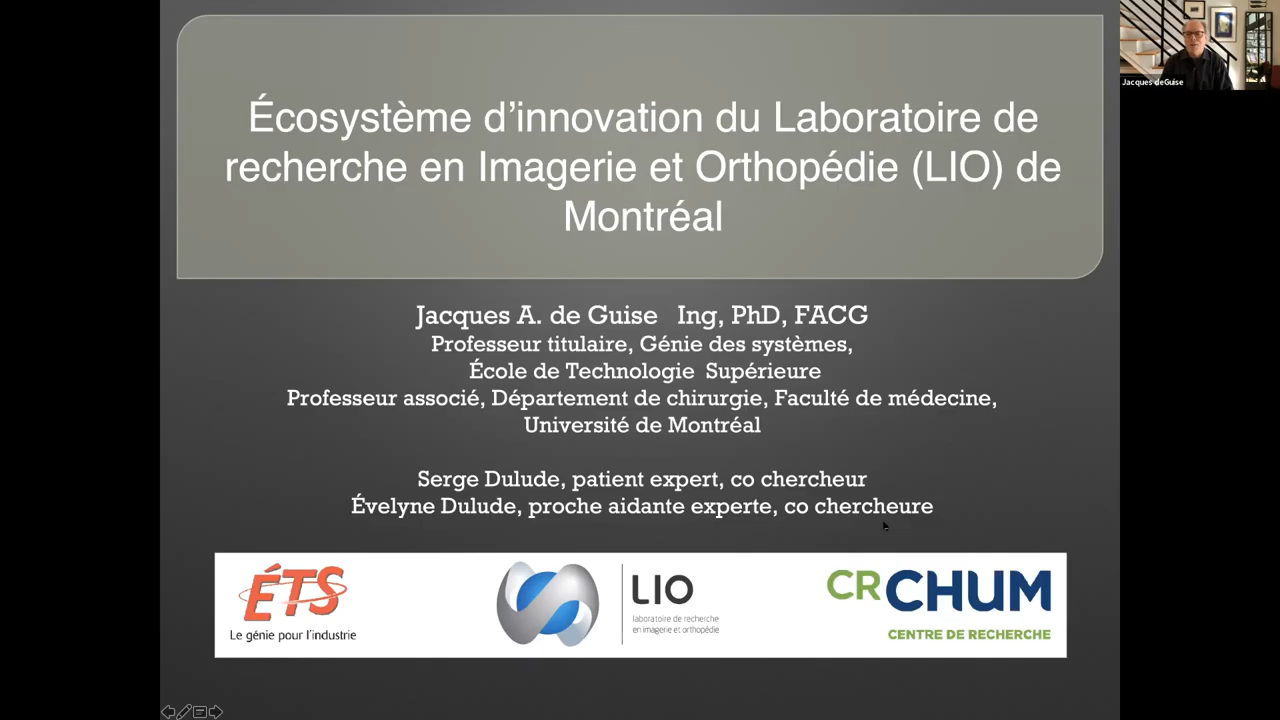 Écosystème d’innovation du Laboratoire de
recherche en Imagerie et Orthopédie (LIO) de
Montréal
Jacques A. de Guise Ing, PhD, FACG
Professeur titulaire, Génie des systèmes,
École de Technologie Supérieure
Professeur associé, Département de chirurgie, Faculté de médecine,
Université de Montréal
Serge Dulude, patient expert, co chercheur
Évelyne Dulude, proche aidante experte, co chercheure
ÉTS
Le génie pour l'industrie
LIO
laboratoire de recherche
en imagerie et orthopédie
CRCHUM
CENTRE DE RECHERCHE
Jacques deGuise